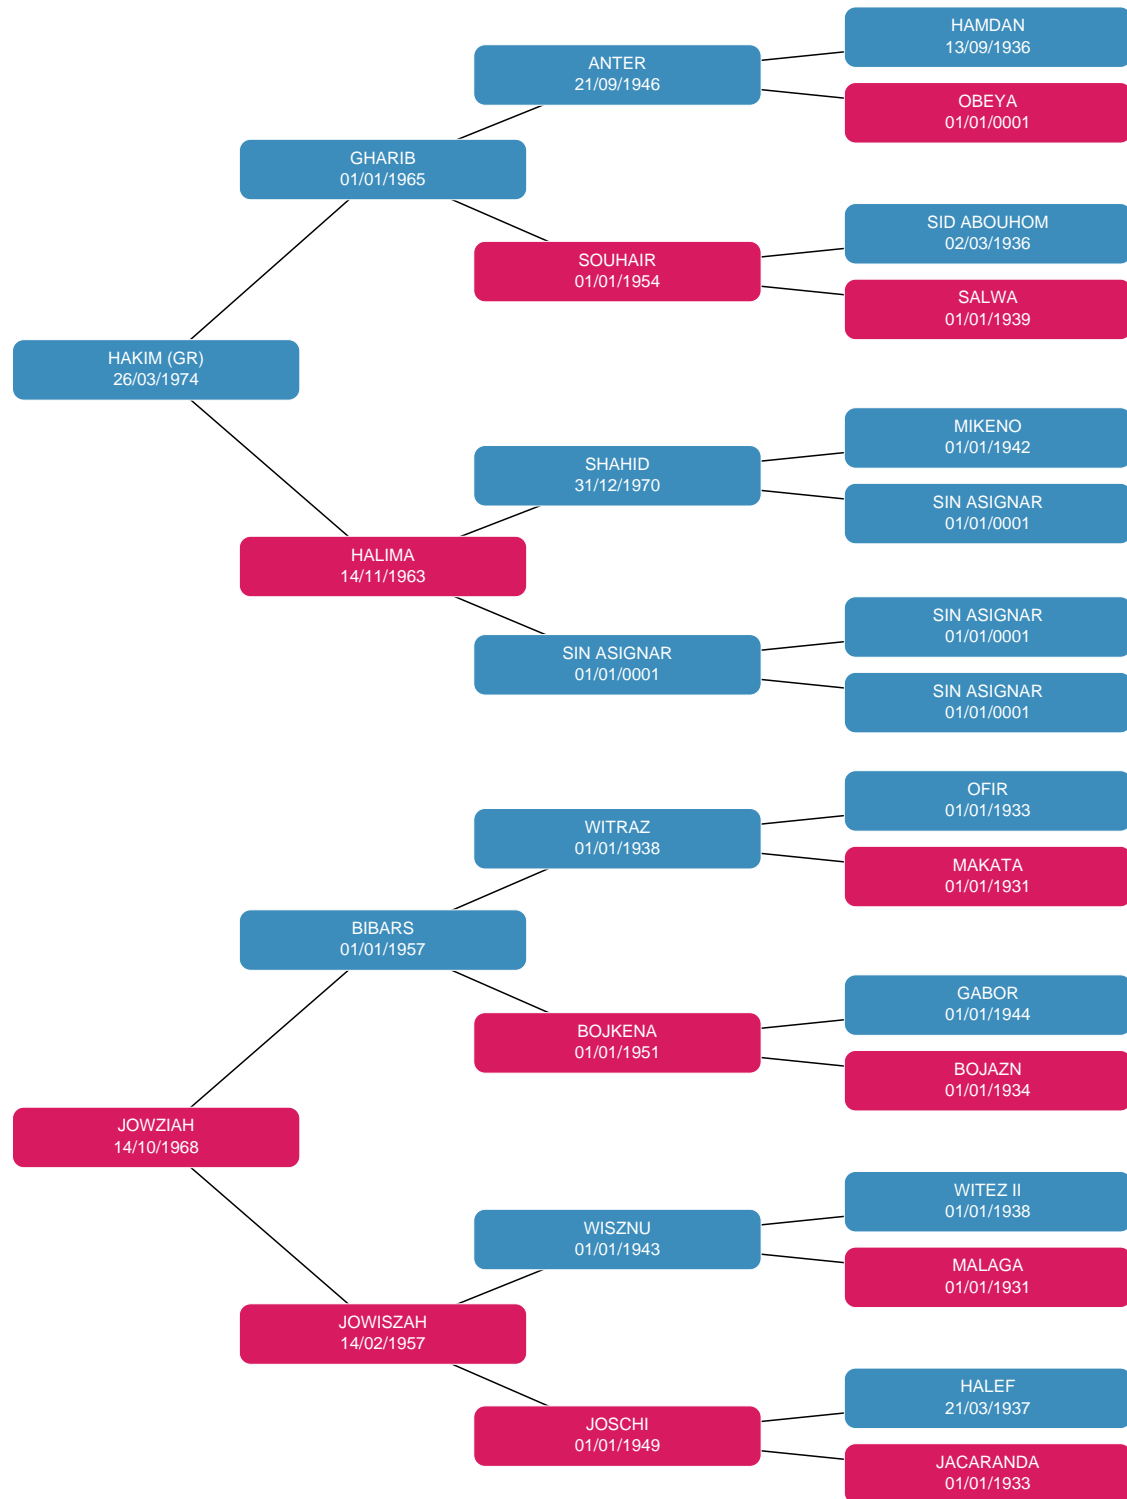 HAMDAN
13/09/1936
ANTER
21/09/1946
OBEYA
01/01/0001
GHARIB
01/01/1965
SID ABOUHOM
02/03/1936
SOUHAIR
01/01/1954
SALWA
01/01/1939
HAKIM (GR)
26/03/1974
MIKENO
01/01/1942
SHAHID
31/12/1970
SIN ASIGNAR
01/01/0001
HALIMA
14/11/1963
SIN ASIGNAR
01/01/0001
SIN ASIGNAR
01/01/0001
SIN ASIGNAR
01/01/0001
OFIR
01/01/1933
WITRAZ
01/01/1938
MAKATA
01/01/1931
BIBARS
01/01/1957
GABOR
01/01/1944
BOJKENA
01/01/1951
BOJAZN
01/01/1934
JOWZIAH
14/10/1968
WITEZ II
01/01/1938
WISZNU
01/01/1943
MALAGA
01/01/1931
JOWISZAH
14/02/1957
HALEF
21/03/1937
JOSCHI
01/01/1949
JACARANDA
01/01/1933